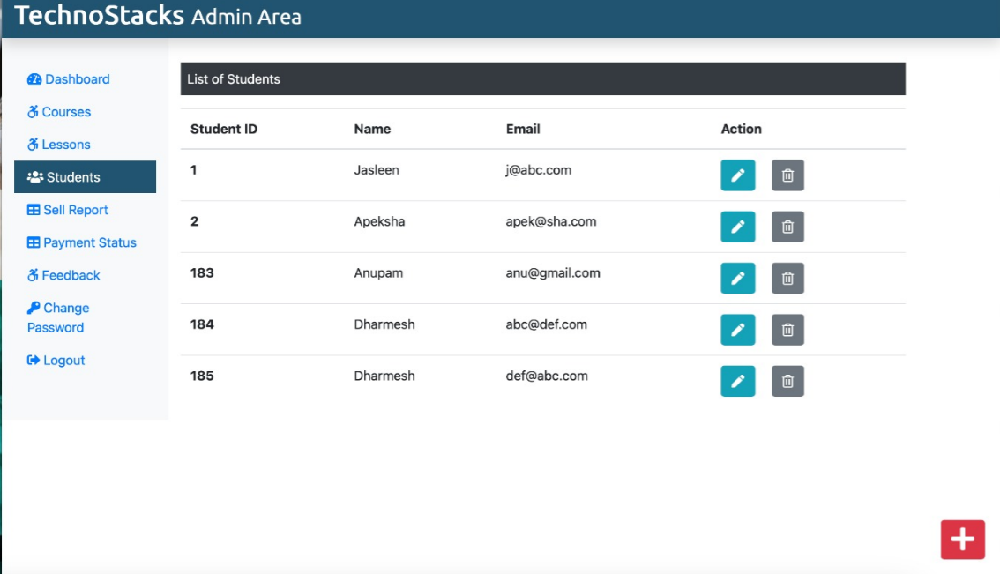 TechnoStacks Admin Area
Dashboard
Courses
Lessons
Students
Sell Report
Payment Status
Feedback
Change
Password
Logout
List of Students
Student ID Name Email Action
1 Jasleen j@abc.com
2 Apeksha apek@sha.com
183 Anupam anu@gmail.com
184 Dharmesh abc@def.com
185 Dharmesh def@abc.com